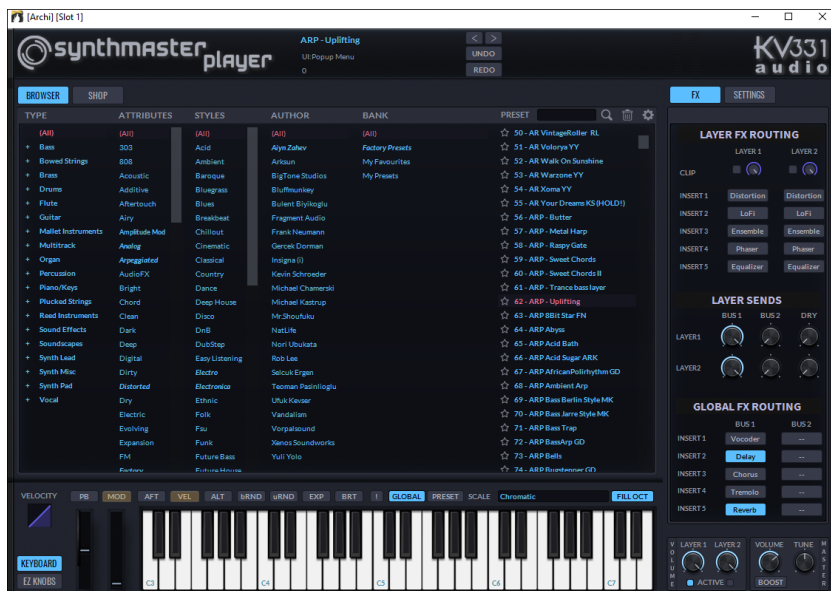 [Archi] [Slot 1]
synthmaster player
ARP - Uplifting
UI:Popup Menu
0
< >
UNDO
REDO
KV331
audio
BROWSER SHOP
FX SETTINGS
TYPE ATTRIBUTES STYLES AUTHOR BANK PRESET
(All) (All) (All) (All) (All) 50 - AR VintageRoller RL
+ Bass 303 Acid Aiyn Zahev Factory Presets 51 - AR Volorya YY
+ Bowed Strings 808 Ambient Arksun My Favourites 52 - AR Walk On Sunshine
+ Brass Acoustic Baroque BigTone Studios My Presets 53 - AR Warzone YY
+ Drums Additive Bluegrass Bluffmunkey 54 - AR Xoma YY
+ Flute Aftertouch Blues Bulent Biyikoglu 55 - AR Your Dreams KS (HOLD!)
+ Guitar Airy Breakbeat Fragment Audio 56 - ARP - Butter
+ Mallet Instruments Amplitude Mod Chillout Frank Neumann 57 - ARP - Metal Harp
+ Multitrack Analog Cinematic Gercek Dorman 58 - ARP - Raspy Gate
+ Organ Arpeggiated Classical Insigna (i) 59 - ARP - Sweet Chords
+ Percussion AudioFX Country Kevin Schroeder 60 - ARP - Sweet Chords II
+ Piano/Keys Bright Dance Michael Chamerski 61 - ARP - Trance bass layer
+ Plucked Strings Chord Deep House Michael Kastrup 62 - ARP - Uplifting
+ Reed Instruments Clean Disco Mr.Shoufuku 63 - ARP 8Bit Star FN
+ Sound Effects Dark DnB NatLife 64 - ARP Abyss
+ Soundscapes Deep DubStep Nori Ubukata 65 - ARP Acid Bath
+ Synth Lead Digital Easy Listening Rob Lee 66 - ARP Acid Sugar ARK
+ Synth Misc Dirty Electro Selcuk Ergen 67 - ARP AfricanPolirhythm GD
+ Synth Pad Distorted Electronica Teoman Pasinlioglu 68 - ARP Ambient Arp
+ Vocal Dry Ethnic Ufuk Kevser 69 - ARP Bass Berlin Style MK
Electric Folk Vandalism 70 - ARP Bass Jarre Style MK
Evolving Fsu Vorpalsound 71 - ARP Bass Trap
Expansion Funk Xenos Soundworks 72 - ARP BassArp GD
FM Future Bass Yuli Yolo 73 - ARP Bells
Factory Future House 74 - ARP Bugstepper GD
LAYER FX ROUTING
LAYER 1 LAYER 2
CLIP
INSERT 1 Distortion Distortion
INSERT 2 LoFi LoFi
INSERT 3 Ensemble Ensemble
INSERT 4 Phaser Phaser
INSERT 5 Equalizer Equalizer
LAYER SENDS
BUS 1 BUS 2 DRY
LAYER1
LAYER2
GLOBAL FX ROUTING
BUS 1 BUS 2
INSERT 1 Vocoder --
INSERT 2 Delay --
INSERT 3 Chorus --
INSERT 4 Tremolo --
INSERT 5 Reverb --
VELOCITY PB MOD AFT VEL ALT bRND uRND EXP BRT ! GLOBAL PRESET SCALE Chromatic FILL OCT
KEYBOARD
EZ KNOBS
C3 C4 C5 C6 C7
VOLUME LAYER 1 LAYER 2 VOLUME TUNE MASTER
ACTIVE BOOST